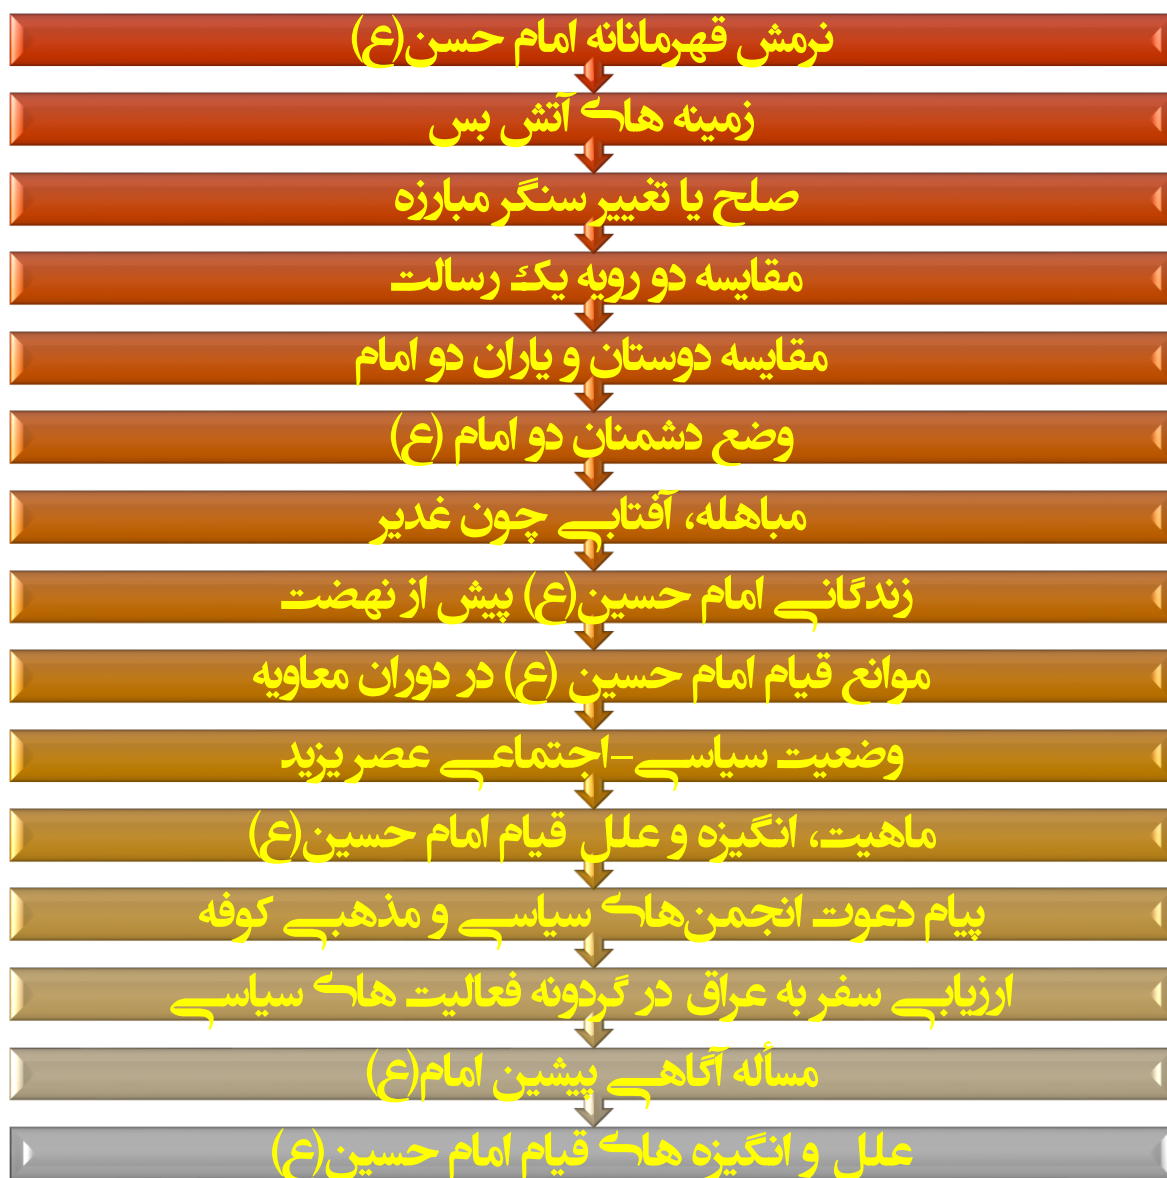 نرمش قهرمانانه امام حسن(ع)
زمینه های آتش بس
صلح یا تغییر سنگر مبارزه
مقایسه دو رویه یک رسالت
مقایسه دوستان و یاران دو امام
وضع دشمنان دو امام (ع)
مباهله، آفتابی چون غدیر
زندگانی امام حسین(ع) پیش از نهضت
موانع قیام امام حسین (ع) در دوران معاویه
وضعیت سیاسی-اجتماعی عصر یزید
ماهیت، انگیزه و علل قیام امام حسین(ع)
پیام دعوت انجمن‌های سیاسی و مذهبی کوفه
ارزیابی سفر به عراق در گردونه فعالیت های سیاسی
مسأله آگاهی پیشین امام(ع)
علل و انگیزه های قیام امام حسین(ع)